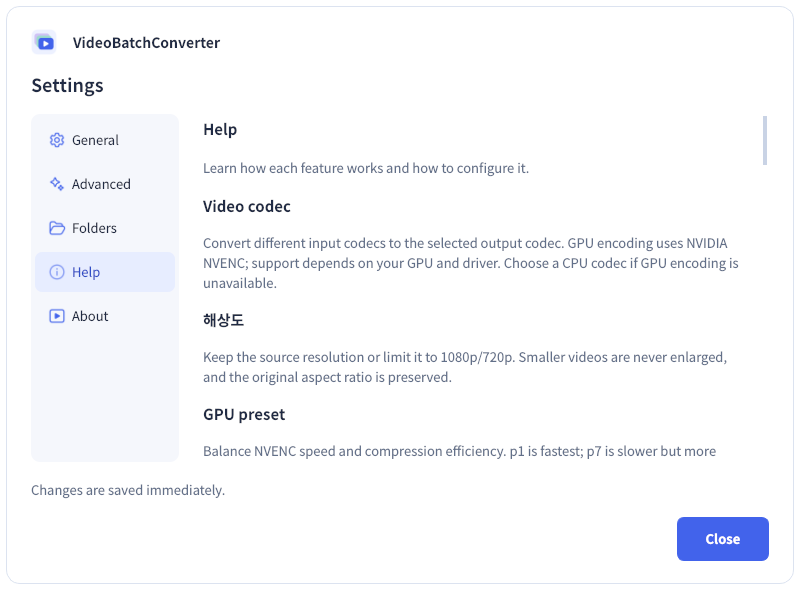 VideoBatchConverter
Settings
General
Advanced
Folders
Help
About
Help
Learn how each feature works and how to configure it.
Video codec
Convert different input codecs to the selected output codec. GPU encoding uses NVIDIA
NVENC; support depends on your GPU and driver. Choose a CPU codec if GPU encoding is
unavailable.
해상도
Keep the source resolution or limit it to 1080p/720p. Smaller videos are never enlarged,
and the original aspect ratio is preserved.
GPU preset
Balance NVENC speed and compression efficiency. p1 is fastest; p7 is slower but more
Changes are saved immediately.
Close